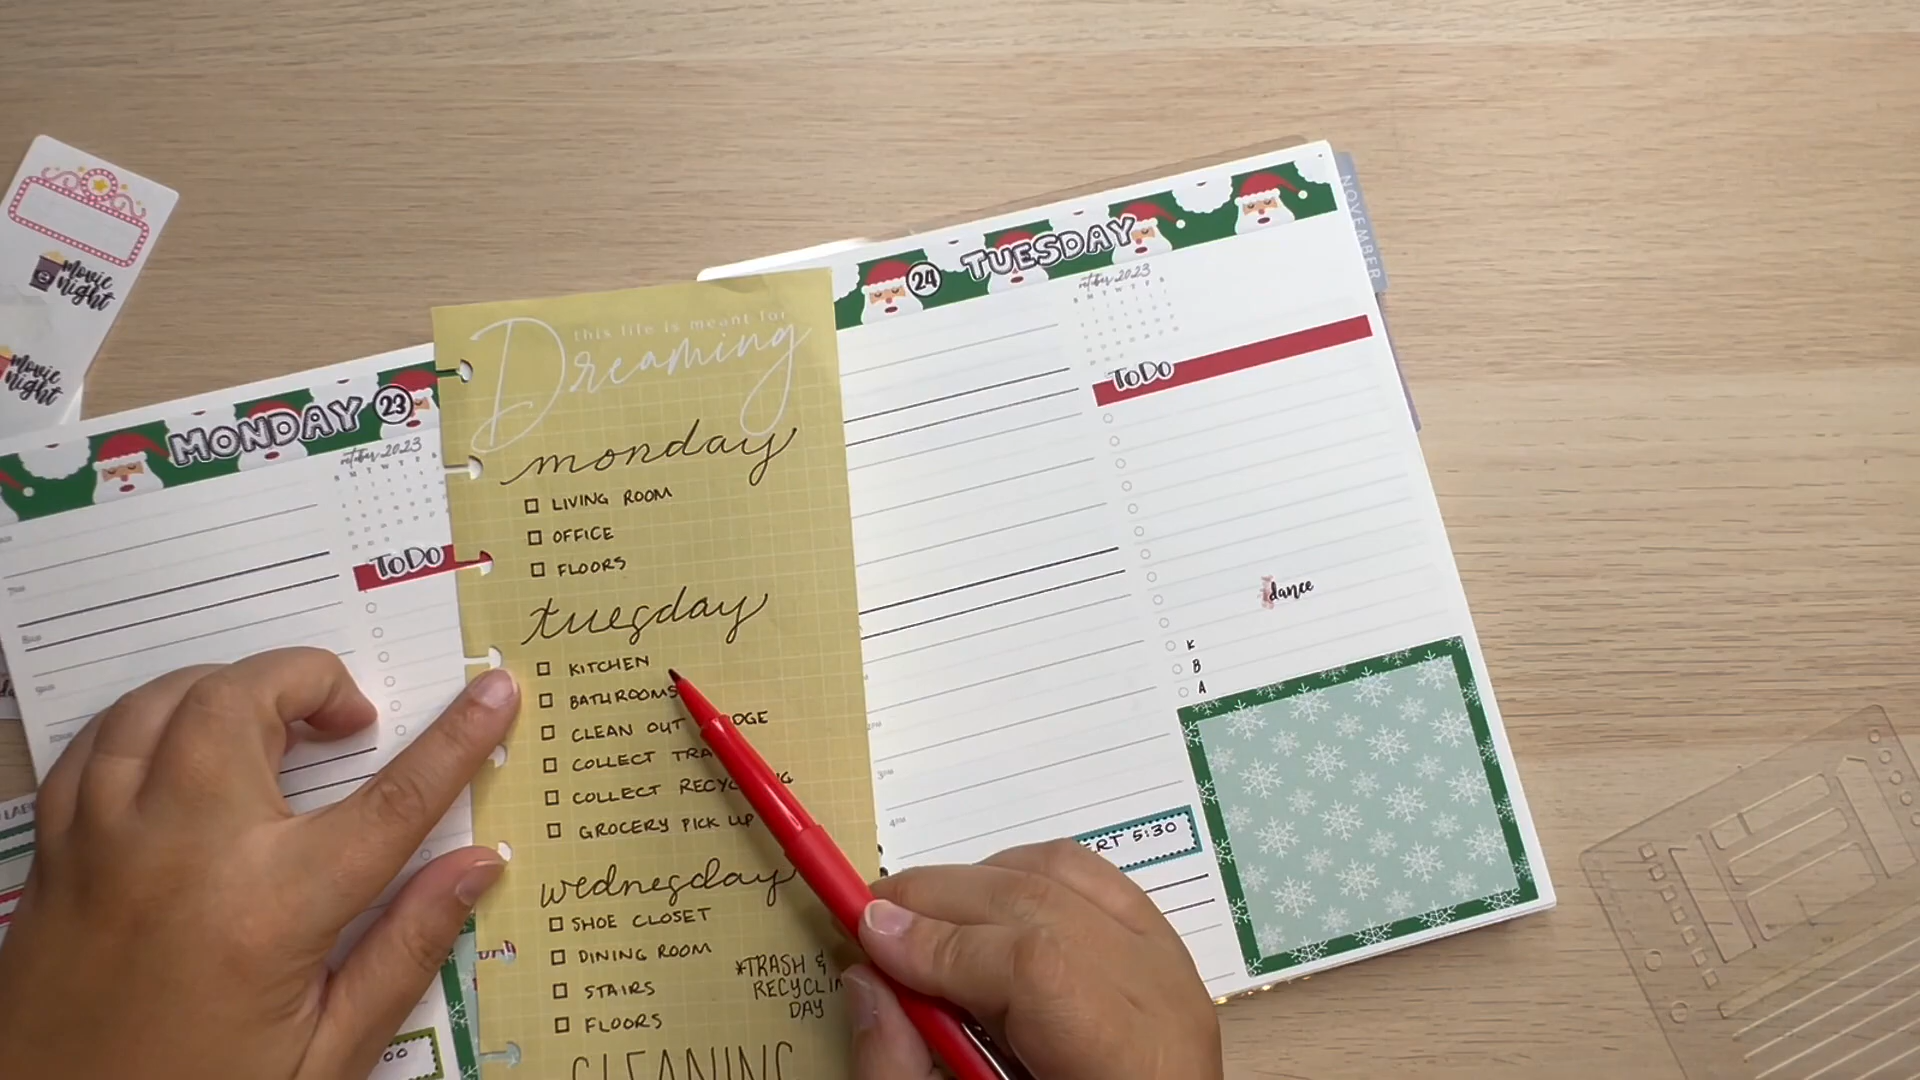 movie
night
movie
night
MONDAY 23
october 2023
ToDo
this life is meant for
Dreaming
monday
LIVING ROOM
OFFICE
FLOORS
tuesday
KITCHEN
BATHROOMS
CLEAN OUT
COLLECT
COLLECT
GROCERY PICK UP
wednesday
SHOE CLOSET
DINING ROOM
STAIRS
FLOORS
*TRASH &
DAY
CLEANING
24 TUESDAY
october 2023
S M T W T F S
ToDo
dance
K
B
A
5:30
NOVEMBER